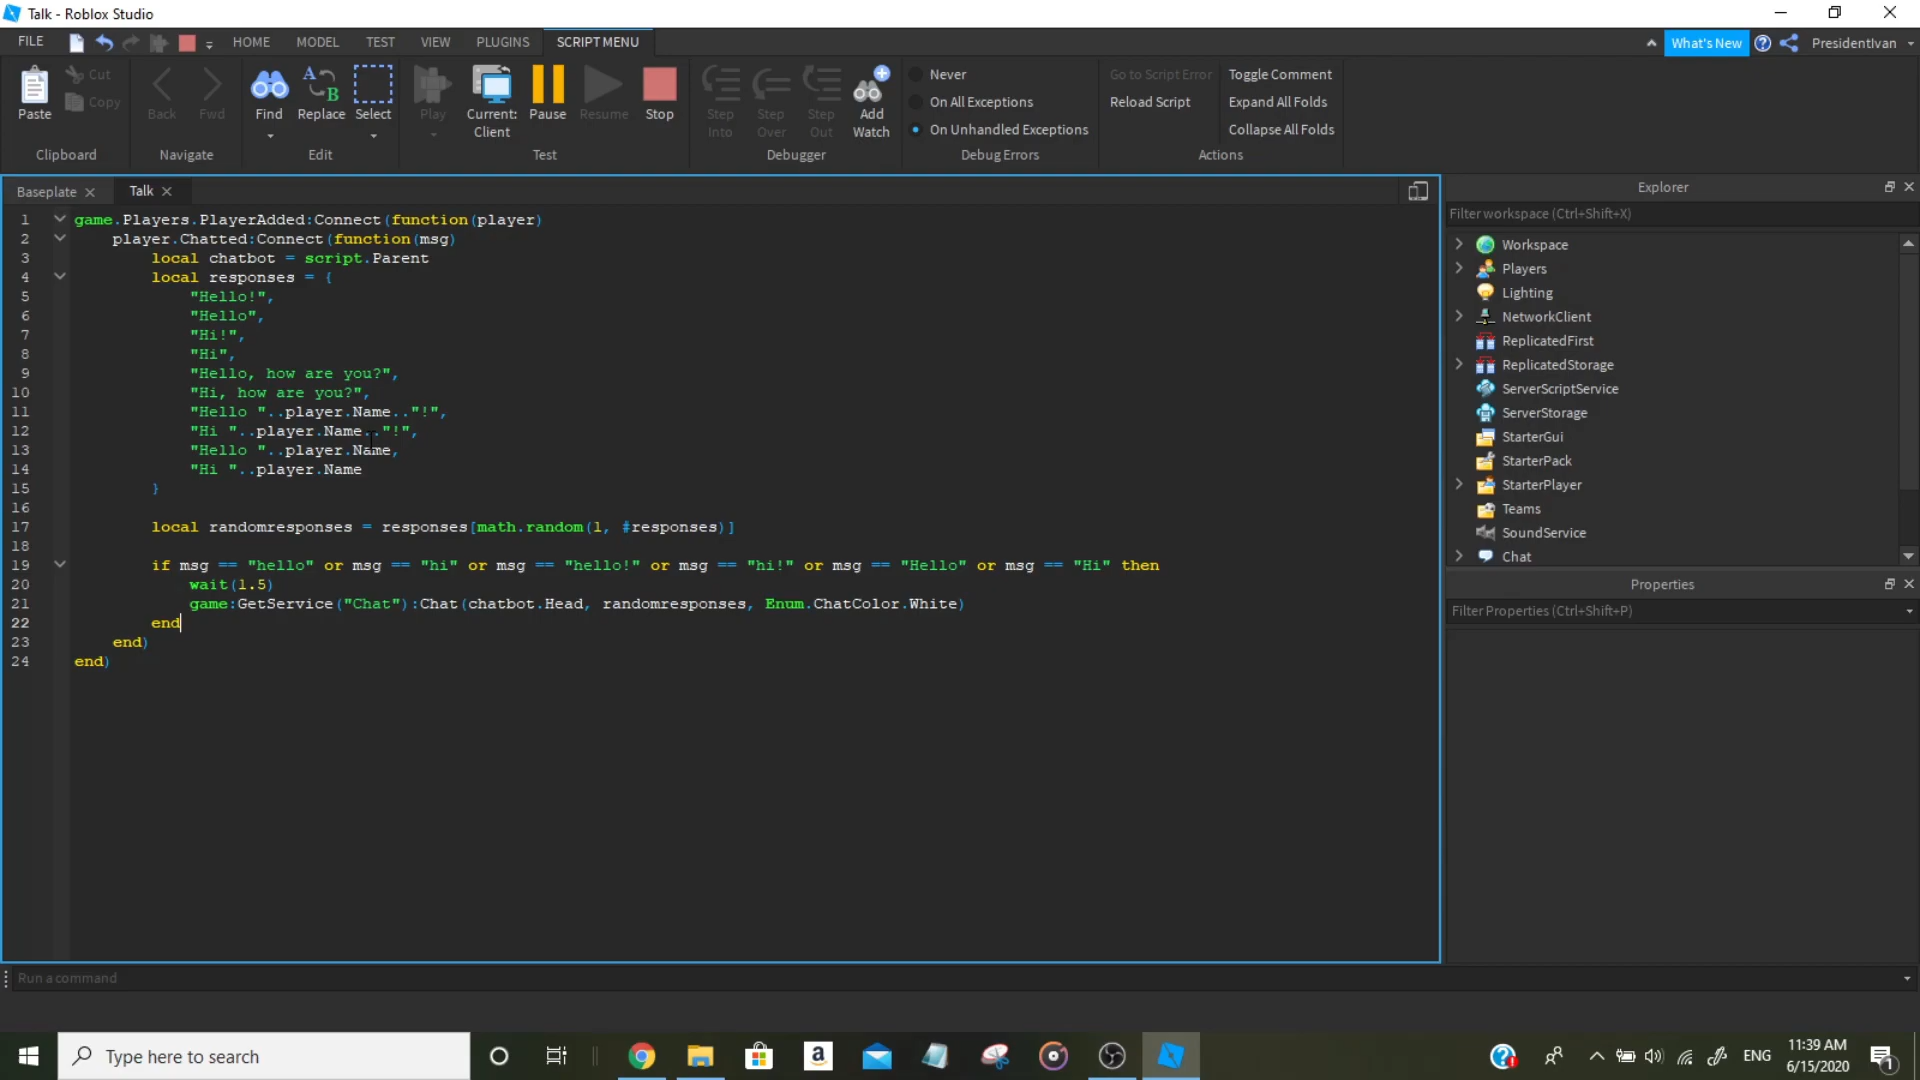 Talk - Roblox Studio
FILE HOME MODEL TEST VIEW PLUGINS SCRIPT MENU What's New PresidentIvan
Paste Cut Copy
Clipboard
Back Fwd
Navigate
Find Replace Select
Edit
Play Current: Client Pause Resume Stop
Test
Step Into Step Over Step Out Add Watch
Debugger
Never
On All Exceptions
On Unhandled Exceptions
Debug Errors
Go to Script Error Toggle Comment
Reload Script Expand All Folds
Collapse All Folds
Actions
Baseplate Talk
1 game.Players.PlayerAdded:Connect(function(player)
2 player.Chatted:Connect(function(msg)
3 local chatbot = script.Parent
4 local responses = {
5 "Hello!",
6 "Hello",
7 "Hi!",
8 "Hi",
9 "Hello, how are you?",
10 "Hi, how are you?",
11 "Hello "..player.Name.."!",
12 "Hi "..player.Name.."!",
13 "Hello "..player.Name,
14 "Hi "..player.Name
15 }
16
17 local randomresponses = responses[math.random(1, #responses)]
18
19 if msg == "hello" or msg == "hi" or msg == "hello!" or msg == "hi!" or msg == "Hello" or msg == "Hi" then
20 wait(1.5)
21 game:GetService("Chat"):Chat(chatbot.Head, randomresponses, Enum.ChatColor.White)
22 end
23 end)
24 end)
Explorer
Filter workspace (Ctrl+Shift+X)
Workspace
Players
Lighting
NetworkClient
ReplicatedFirst
ReplicatedStorage
ServerScriptService
ServerStorage
StarterGui
StarterPack
StarterPlayer
Teams
SoundService
Chat
Properties
Filter Properties (Ctrl+Shift+P)
Run a command
Type here to search
ENG
11:39 AM
6/15/2020
1